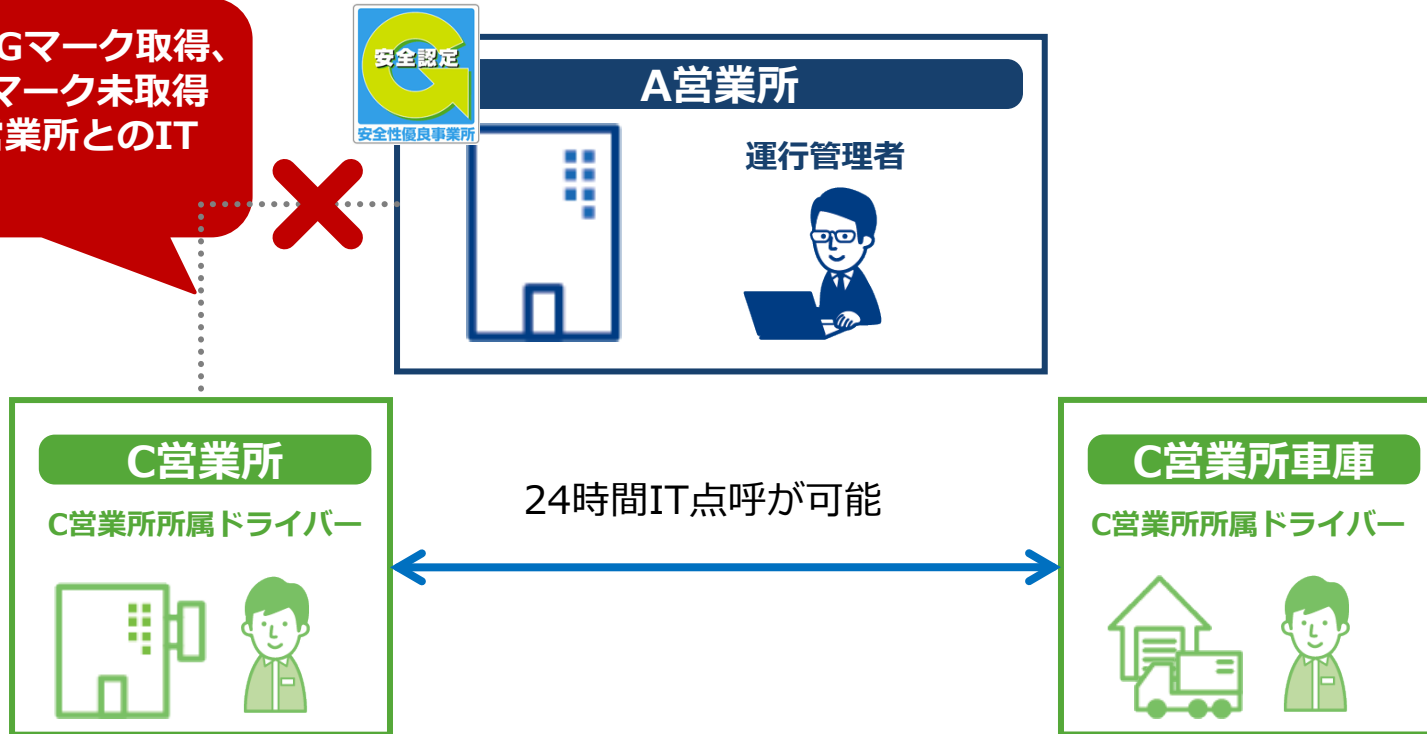 Gマーク取得、
マーク未取得
業所とのIT
安全認定
G
安全性優良事業所
A営業所
運行管理者
C営業所
C営業所所属ドライバー
24時間IT点呼が可能
C営業所車庫
C営業所所属ドライバー